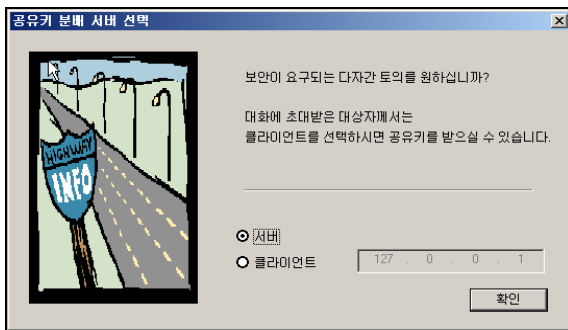 공유키 분배 서버 선택
보안이 요구되는 다자간 토의를 원하십니까?
대화에 초대받은 대상자께서는
클라이언트를 선택하시면 공유키를 받으실 수 있습니다.
HIGHWAY
INFO
서버
클라이언트
127 . 0 . 0 . 1
확인